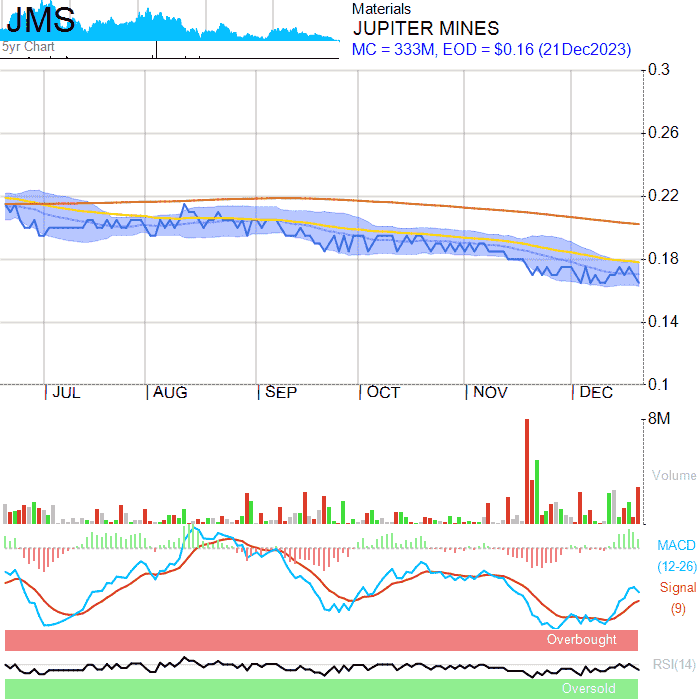 JMS
5yr Chart
Materials
JUPITER MINES
MC = 333M, EOD = $0.16 (21Dec2023)
0.3
0.26
0.22
0.18
0.14
0.1
JUL AUG SEP OCT NOV DEC
8M
Volume
MACD
(12-26)
Signal
(9)
Overbought
RSI(14)
Oversold